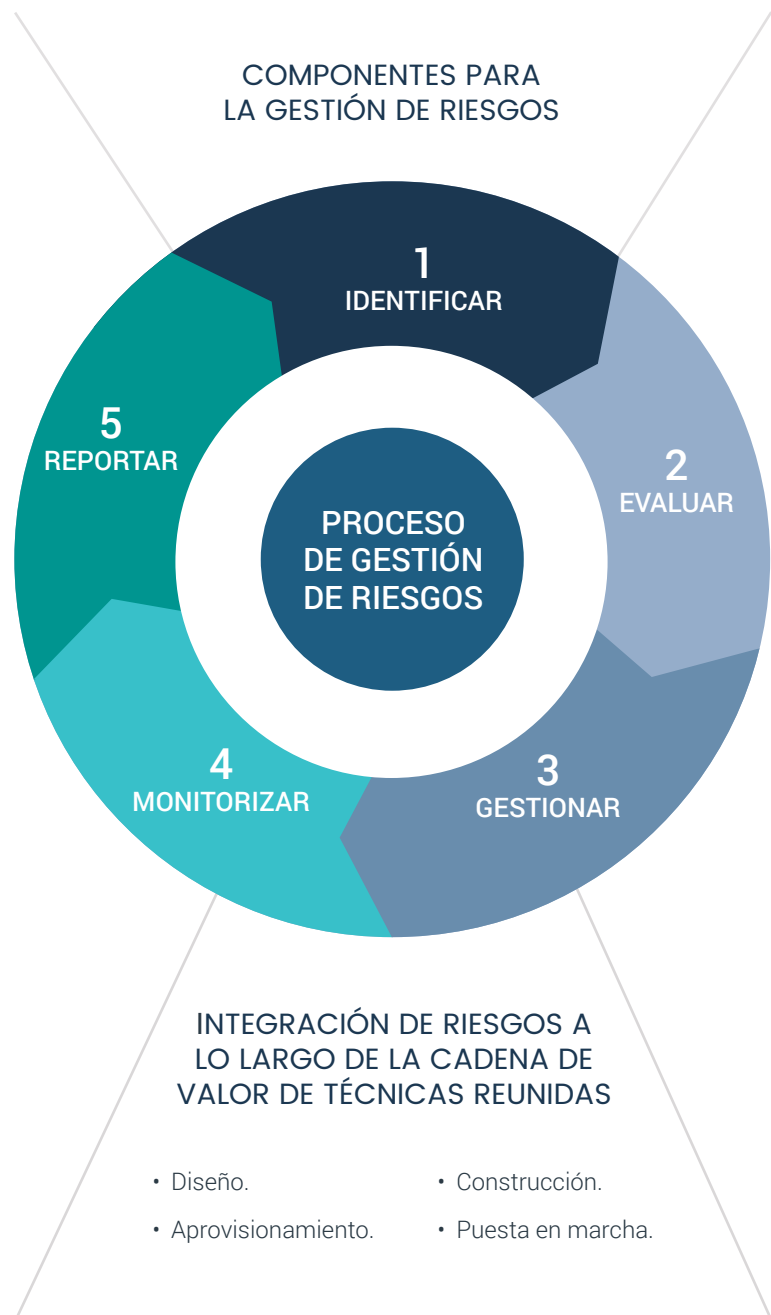 COMPONENTES PARA
LA GESTIÓN DE RIESGOS
1
IDENTIFICAR
2
EVALUAR
3
GESTIONAR
4
MONITORIZAR
5
REPORTAR
PROCESO
DE GESTIÓN
DE RIESGOS
INTEGRACIÓN DE RIESGOS A
LO LARGO DE LA CADENA DE
VALOR DE TÉCNICAS REUNIDAS
• Diseño.
• Aprovisionamiento.
• Construcción.
• Puesta en marcha.